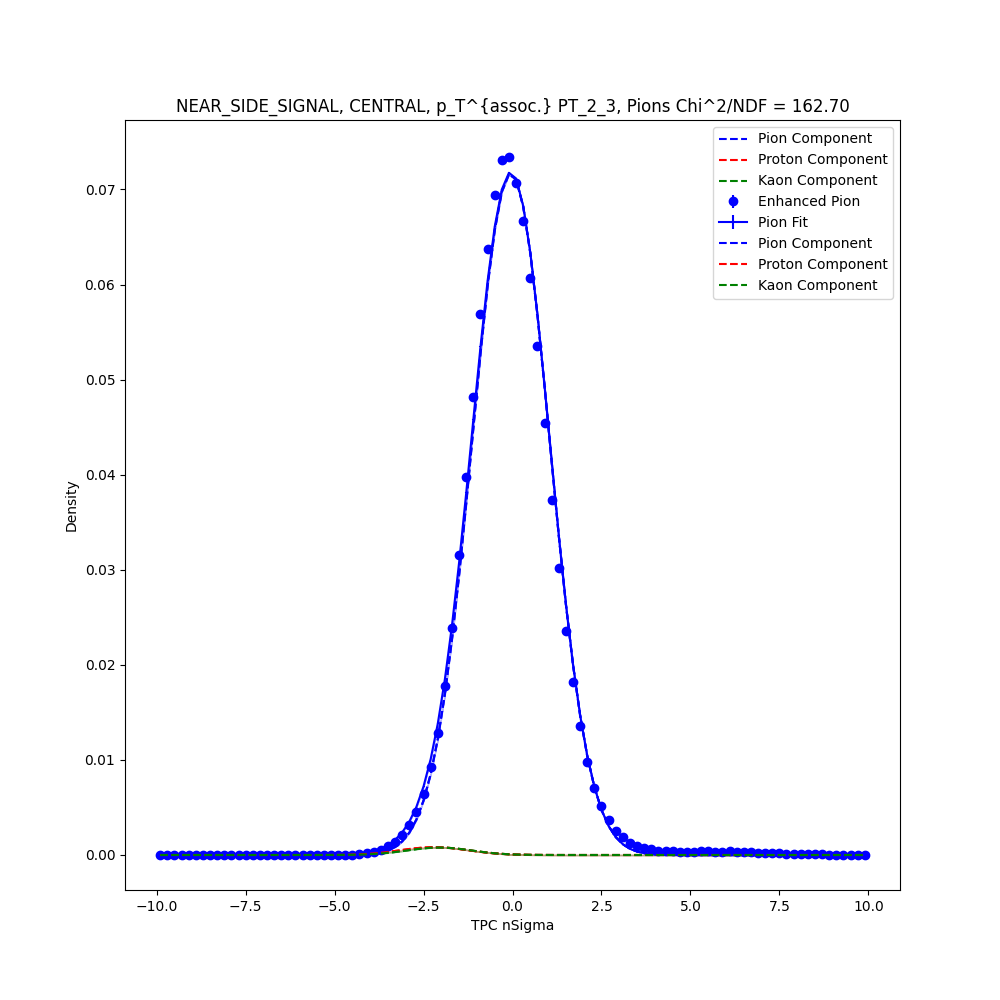 NEAR_SIDE_SIGNAL, CENTRAL, p_T^{assoc.} PT_2_3, Pions Chi^2/NDF = 162.70
Pion Component
Proton Component
Kaon Component
Enhanced Pion
Pion Fit
Pion Component
Proton Component
Kaon Component
0.07
0.06
0.05
0.04
0.03
0.02
0.01
0.00
Density
−10.0 −7.5 −5.0 −2.5 0.0 2.5 5.0 7.5 10.0
TPC nSigma